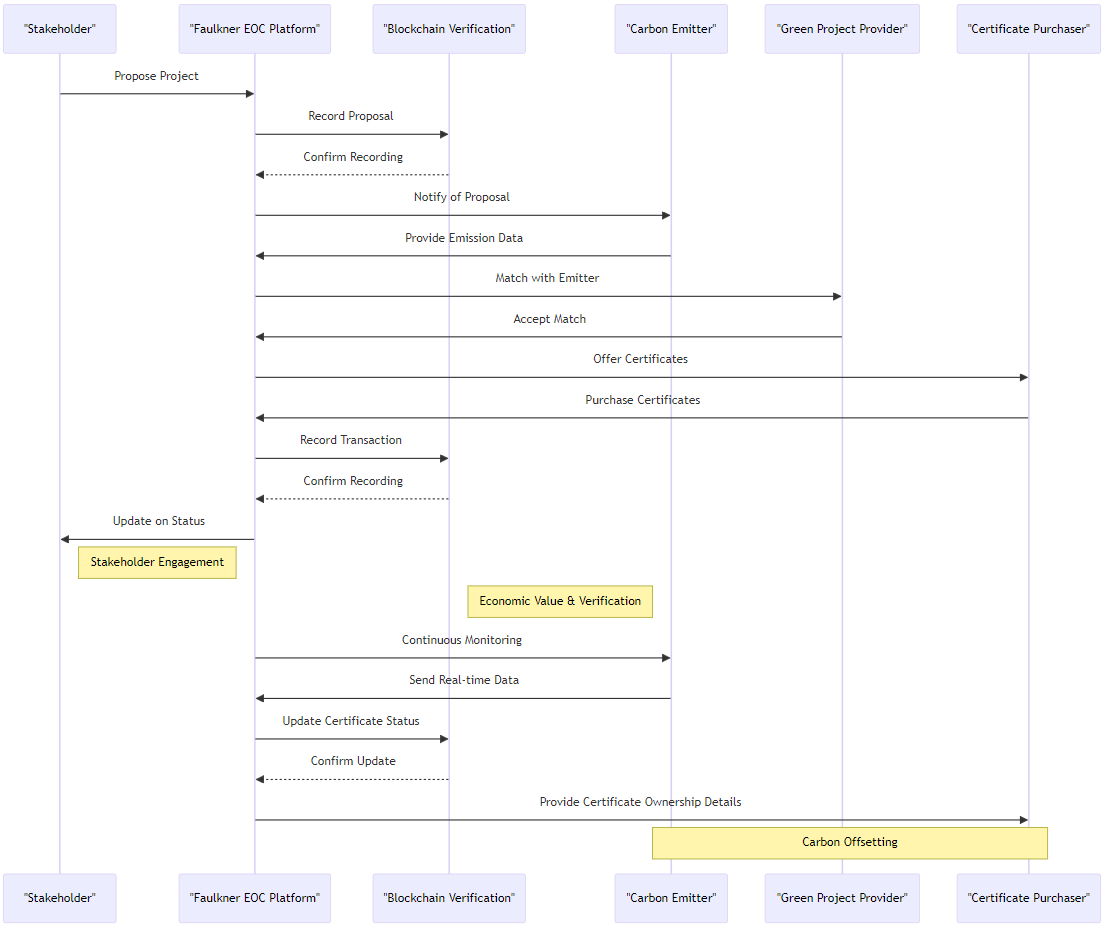 "Stakeholder"
"Faulkner EOC Platform"
"Blockchain Verification"
"Carbon Emitter"
"Green Project Provider"
"Certificate Purchaser"
Propose Project
Record Proposal
Confirm Recording
Notify of Proposal
Provide Emission Data
Match with Emitter
Accept Match
Offer Certificates
Purchase Certificates
Record Transaction
Confirm Recording
Update on Status
Stakeholder Engagement
Economic Value & Verification
Continuous Monitoring
Send Real-time Data
Update Certificate Status
Confirm Update
Provide Certificate Ownership Details
Carbon Offsetting
"Stakeholder"
"Faulkner EOC Platform"
"Blockchain Verification"
"Carbon Emitter"
"Green Project Provider"
"Certificate Purchaser"